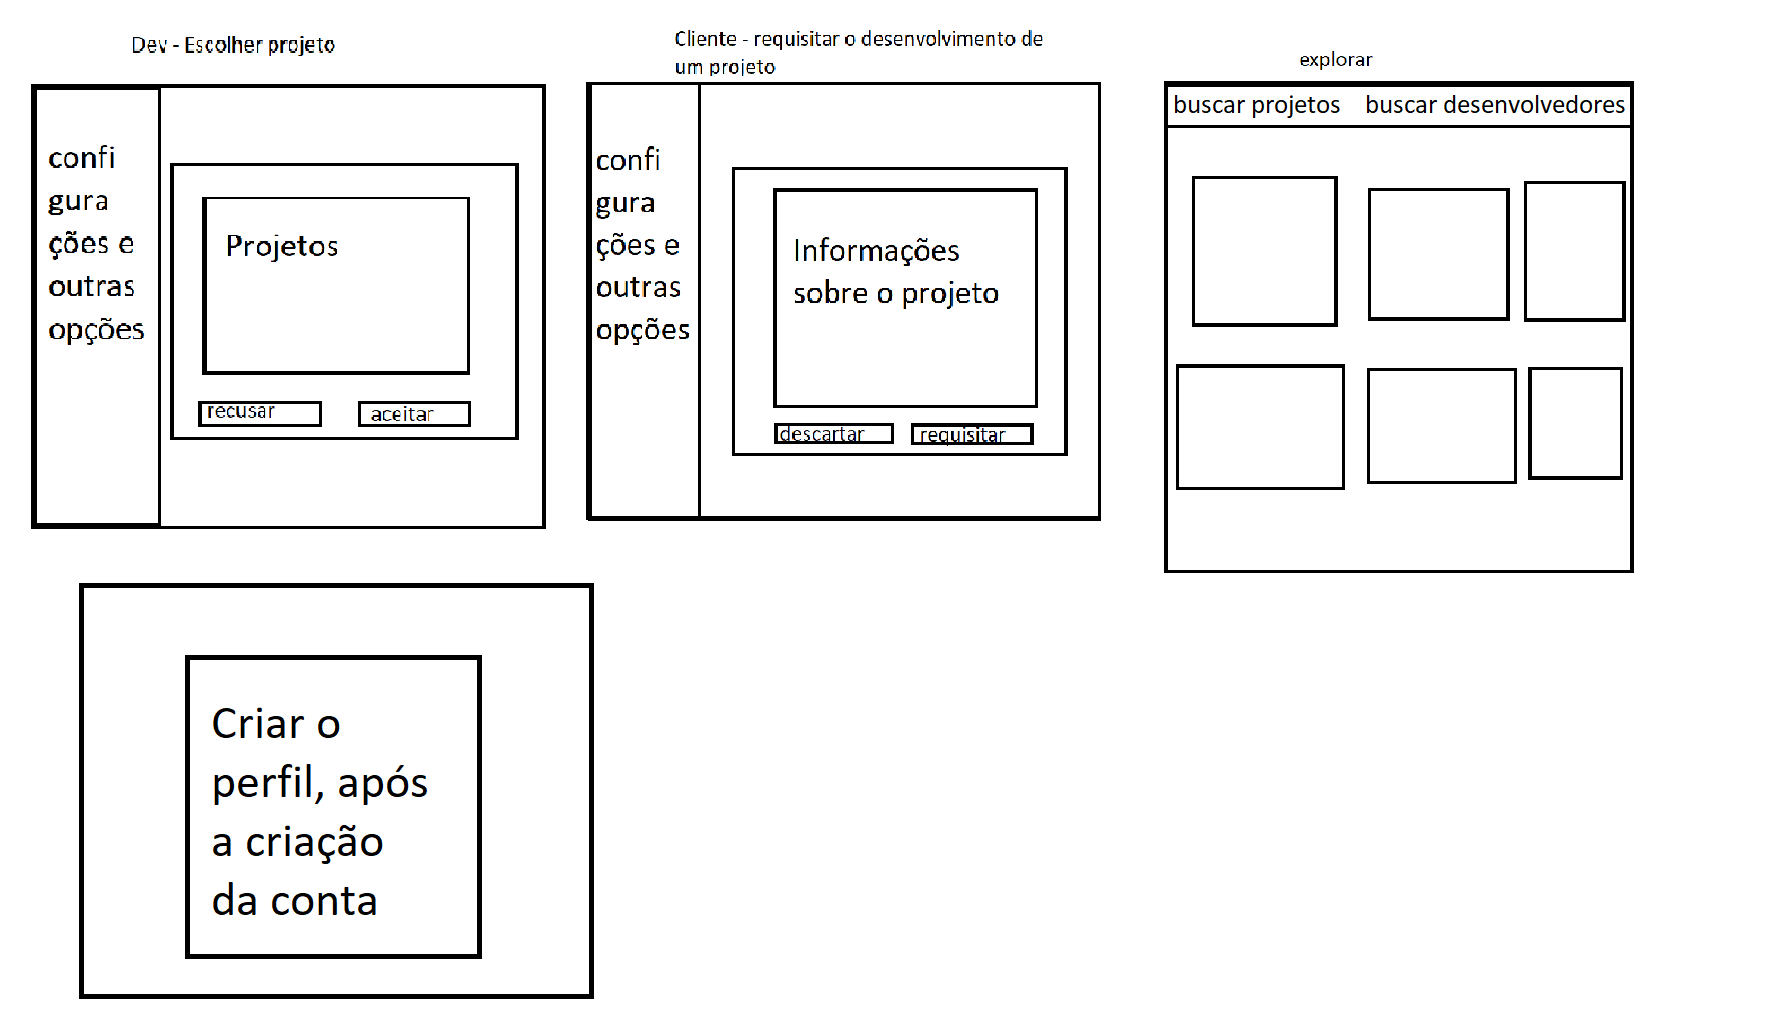 Dev - Escolher projeto
confi
gura
ções e
outras
opções
Projetos
recusar
aceitar
Cliente - requisitar o desenvolvimento de
um projeto
confi
gura
ções e
outras
opções
Informações
sobre o projeto
descartar
requisitar
explorar
buscar projetos
buscar desenvolvedores
Criar o
perfil, após
a criação
da conta